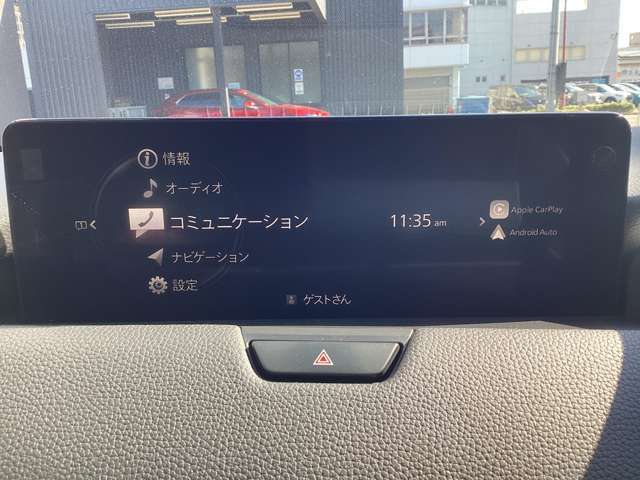 情報
オーディオ
コミュニケーション
11:35 am
Apple CarPlay
Android Auto
ナビゲーション
設定
ゲストさん